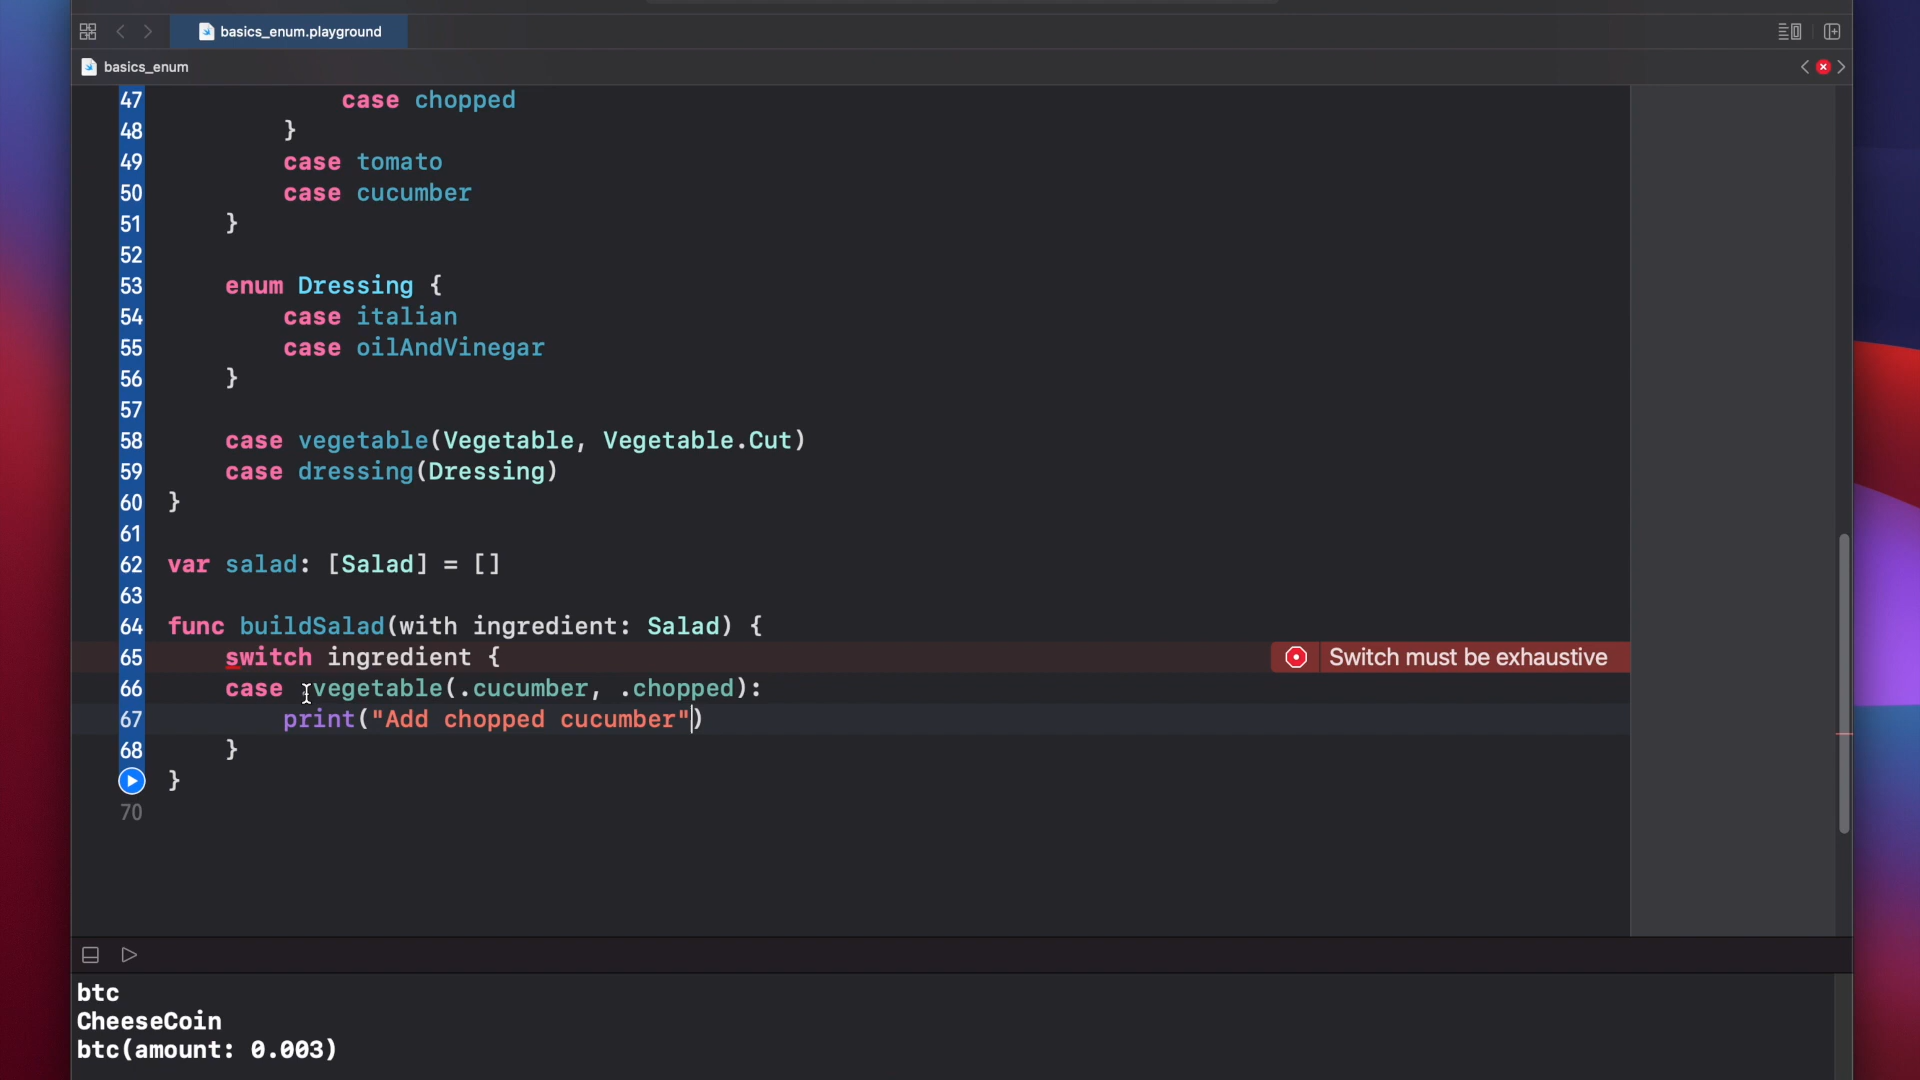 basics_enum.playground
basics_enum
47 case chopped
48 }
49 case tomato
50 case cucumber
51 }
52
53 enum Dressing {
54 case italian
55 case oilAndVinegar
56 }
57
58 case vegetable(Vegetable, Vegetable.Cut)
59 case dressing(Dressing)
60 }
61
62 var salad: [Salad] = []
63
64 func buildSalad(with ingredient: Salad) {
65 switch ingredient { Switch must be exhaustive
66 case .vegetable(.cucumber, .chopped):
67 print("Add chopped cucumber")
68 }
}
70
btc
CheeseCoin
btc(amount: 0.003)